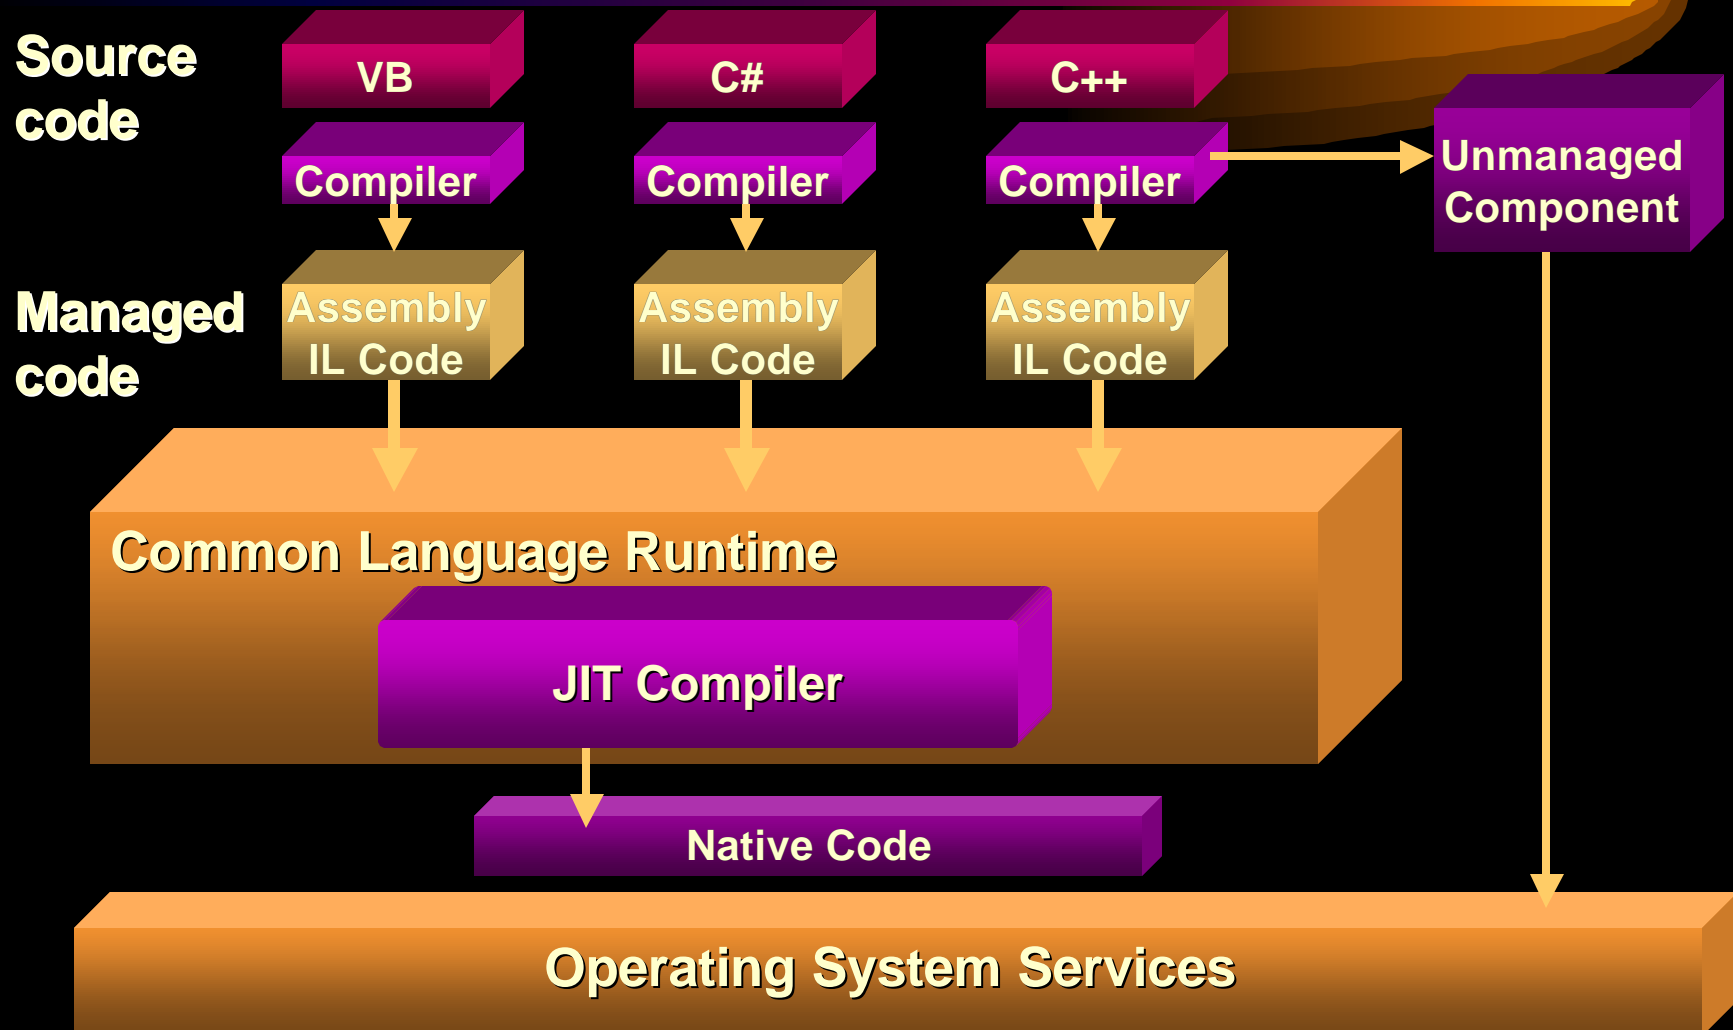 Source
code
VB
C#
C++
Compiler
Compiler
Compiler
Unmanaged
Component
Managed
code
Assembly
IL Code
Assembly
IL Code
Assembly
IL Code
Common Language Runtime
JIT Compiler
Native Code
Operating System Services